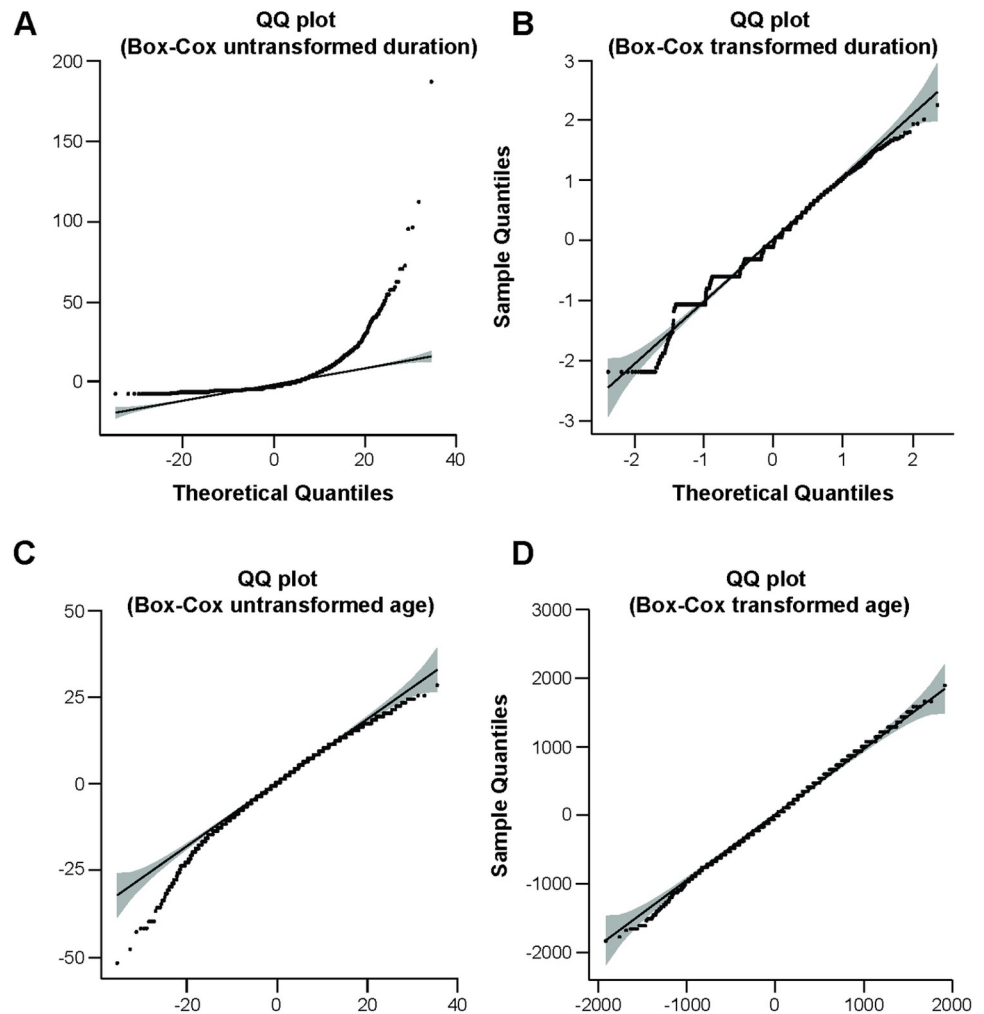 A
QQ plot
(Box-Cox untransformed duration)
200
150
100
50
0
-20
0
20
40
Theoretical Quantiles
B
QQ plot
(Box-Cox transformed duration)
Sample Quantiles
3
2
1
0
-1
-2
-3
-2
-1
0
1
2
Theoretical Quantiles
C
QQ plot
(Box-Cox untransformed age)
50
25
0
-25
-50
-20
0
20
40
D
QQ plot
(Box-Cox transformed age)
Sample Quantiles
3000
2000
1000
0
-1000
-2000
-2000
-1000
0
1000
2000